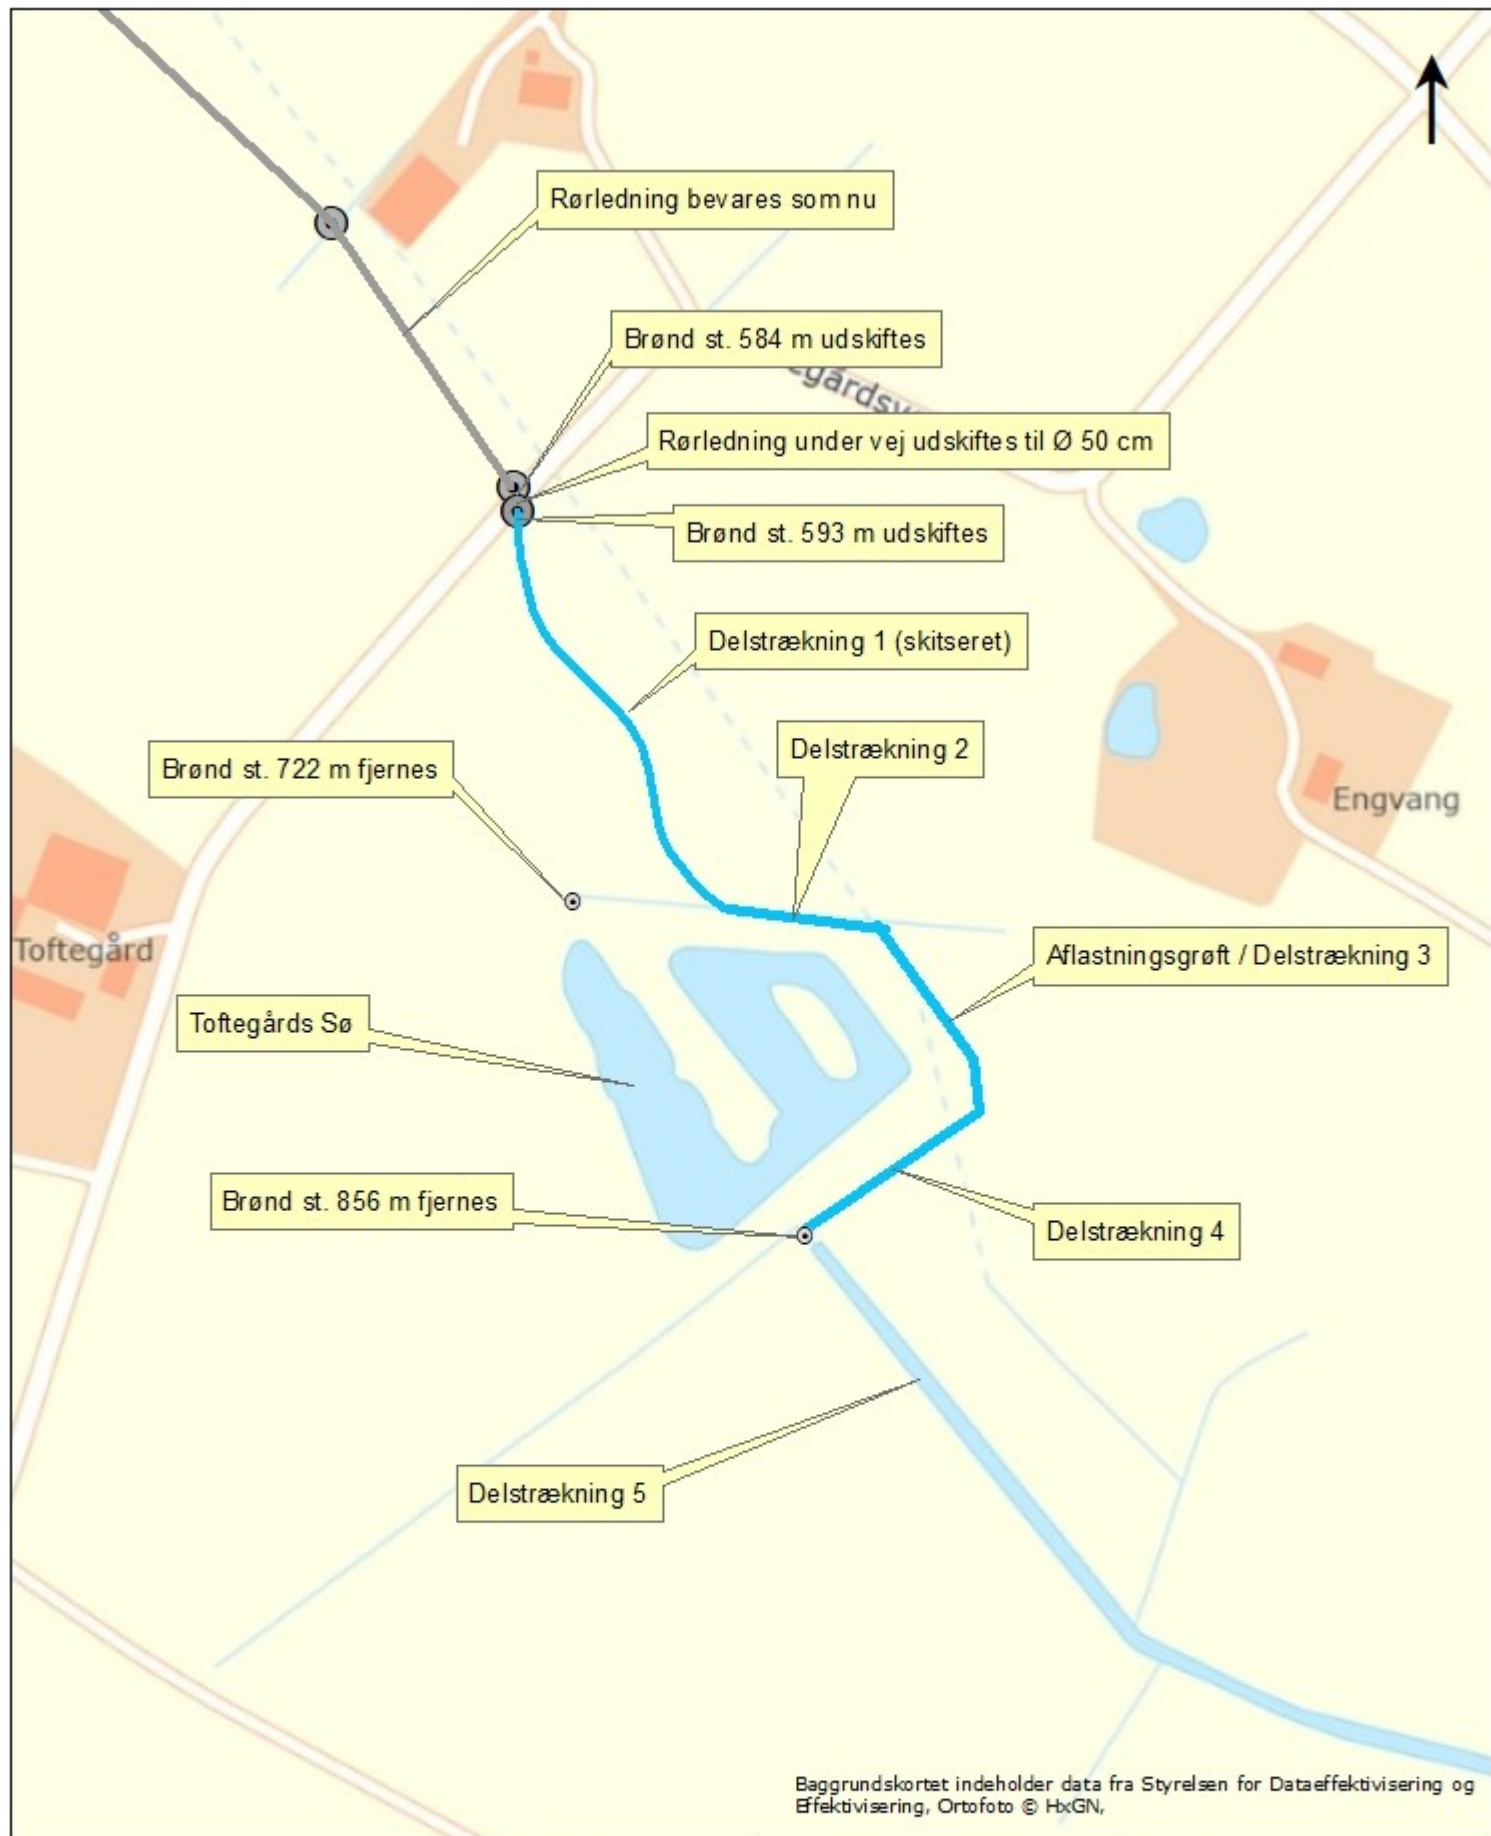 Rørledning bevares som nu
Brønd st. 584 m udskiftes
Rørledning under vej udskiftes til Ø 50 cm
Brønd st. 593 m udskiftes
Delstrækning 1 (skitseret)
Delstrækning 2
Brønd st. 722 m fjernes
Engvang
Toftegård
Aflastningsgrøft / Delstrækning 3
Toftegårds Sø
Brønd st. 856 m fjernes
Delstrækning 4
Delstrækning 5
Baggrundskortet indeholder data fra Styrelsen for Dataeffektivisering og
Effektivisering, Ortofoto © HxGN,